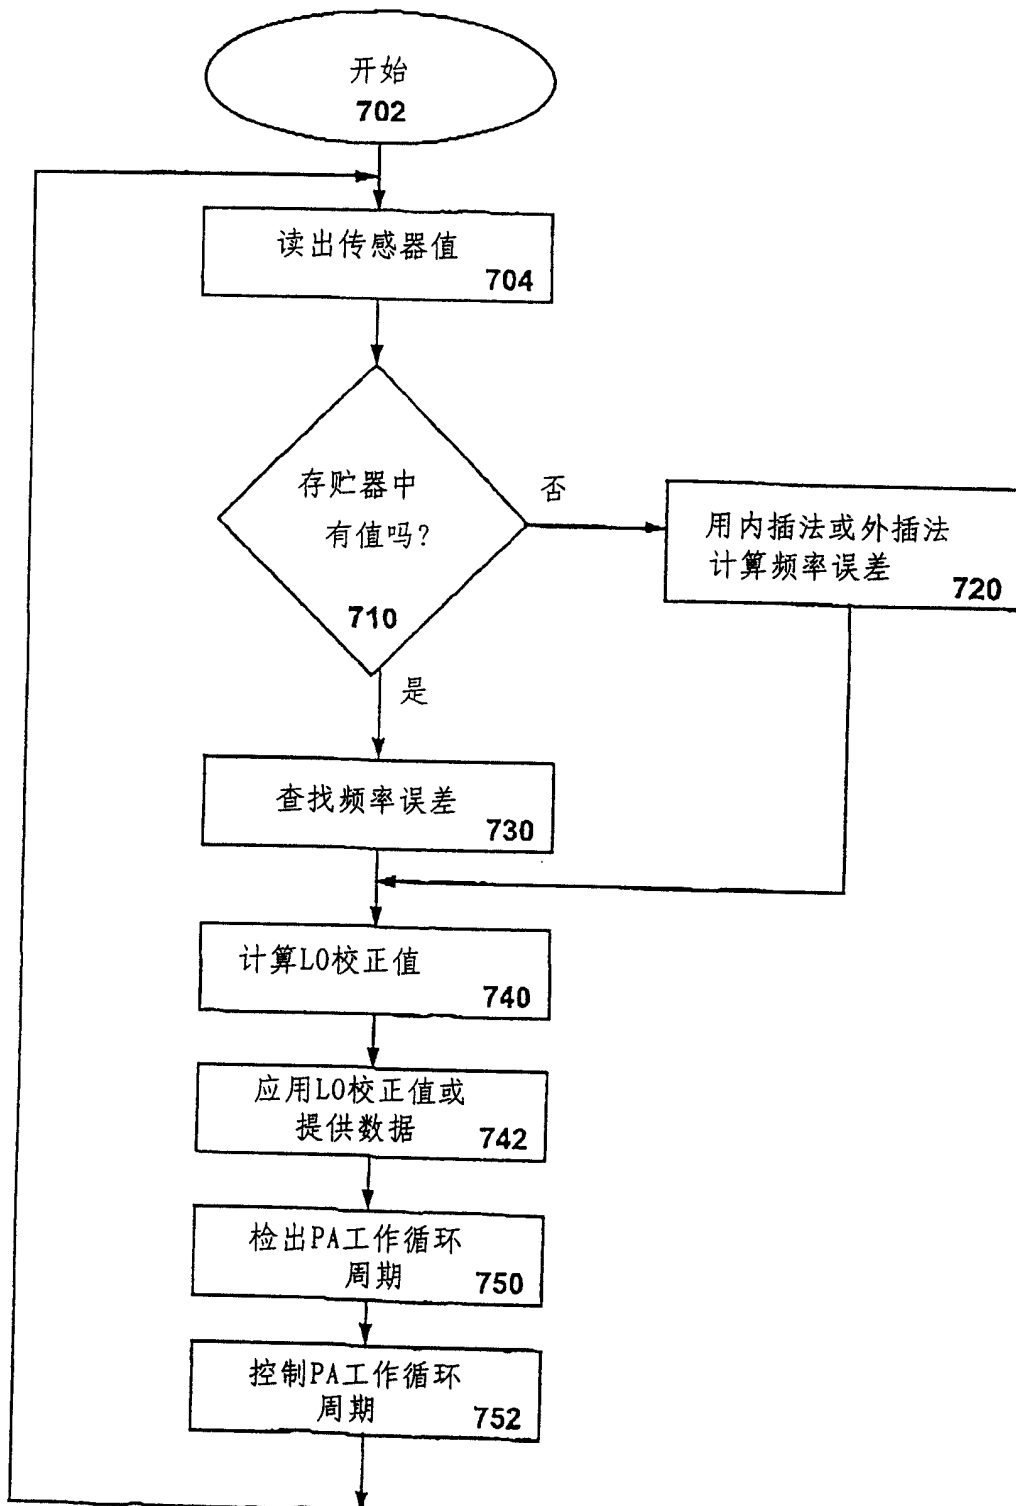 开始
702
读出传感器值
704
存贮器中
有值吗?
710
否
用内插法或外插法
计算频率误差
720
是
查找频率误差
730
计算LO校正值
740
应用LO校正值或
提供数据
742
检出PA工作循环
周期
750
控制PA工作循环
周期
752